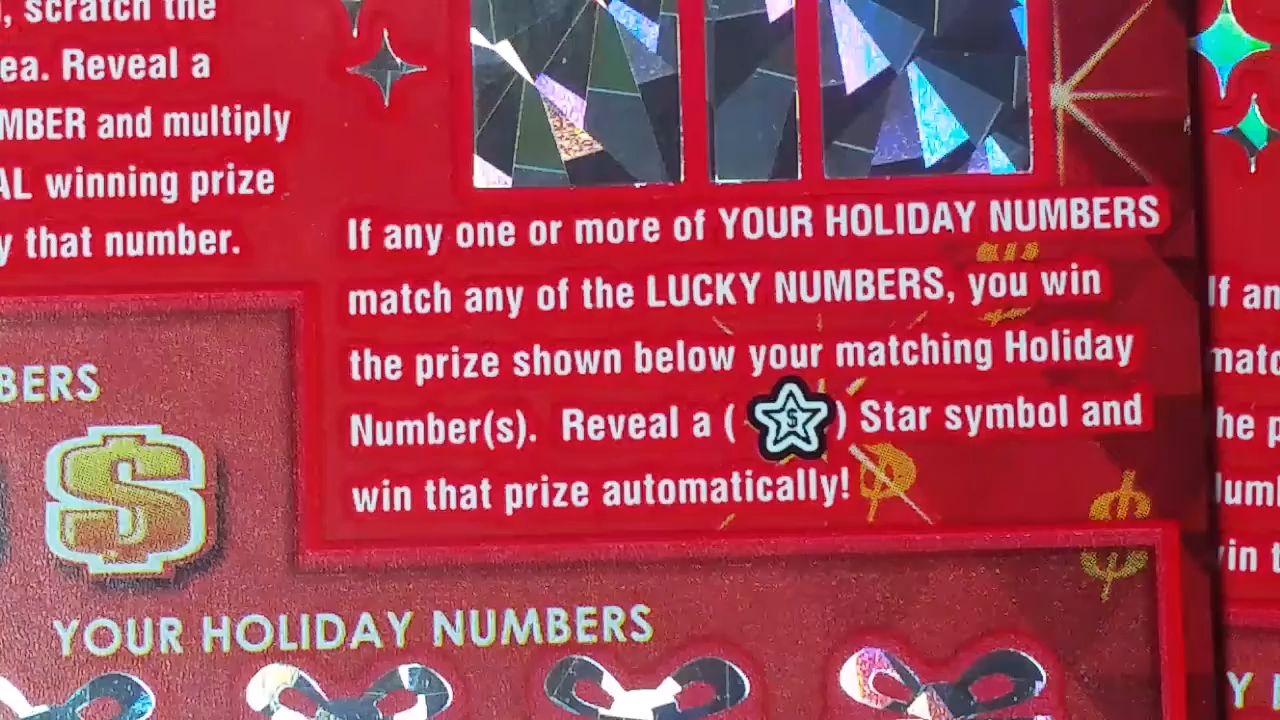 , scratch the
ea. Reveal a
MBER and multiply
AL winning prize
y that number.
If any one or more of YOUR HOLIDAY NUMBERS
match any of the LUCKY NUMBERS, you win
the prize shown below your matching Holiday
Number(s). Reveal a ( $ ) Star symbol and
win that prize automatically!
BERS
$
YOUR HOLIDAY NUMBERS
If an
matc
he p
lum
in t
Y